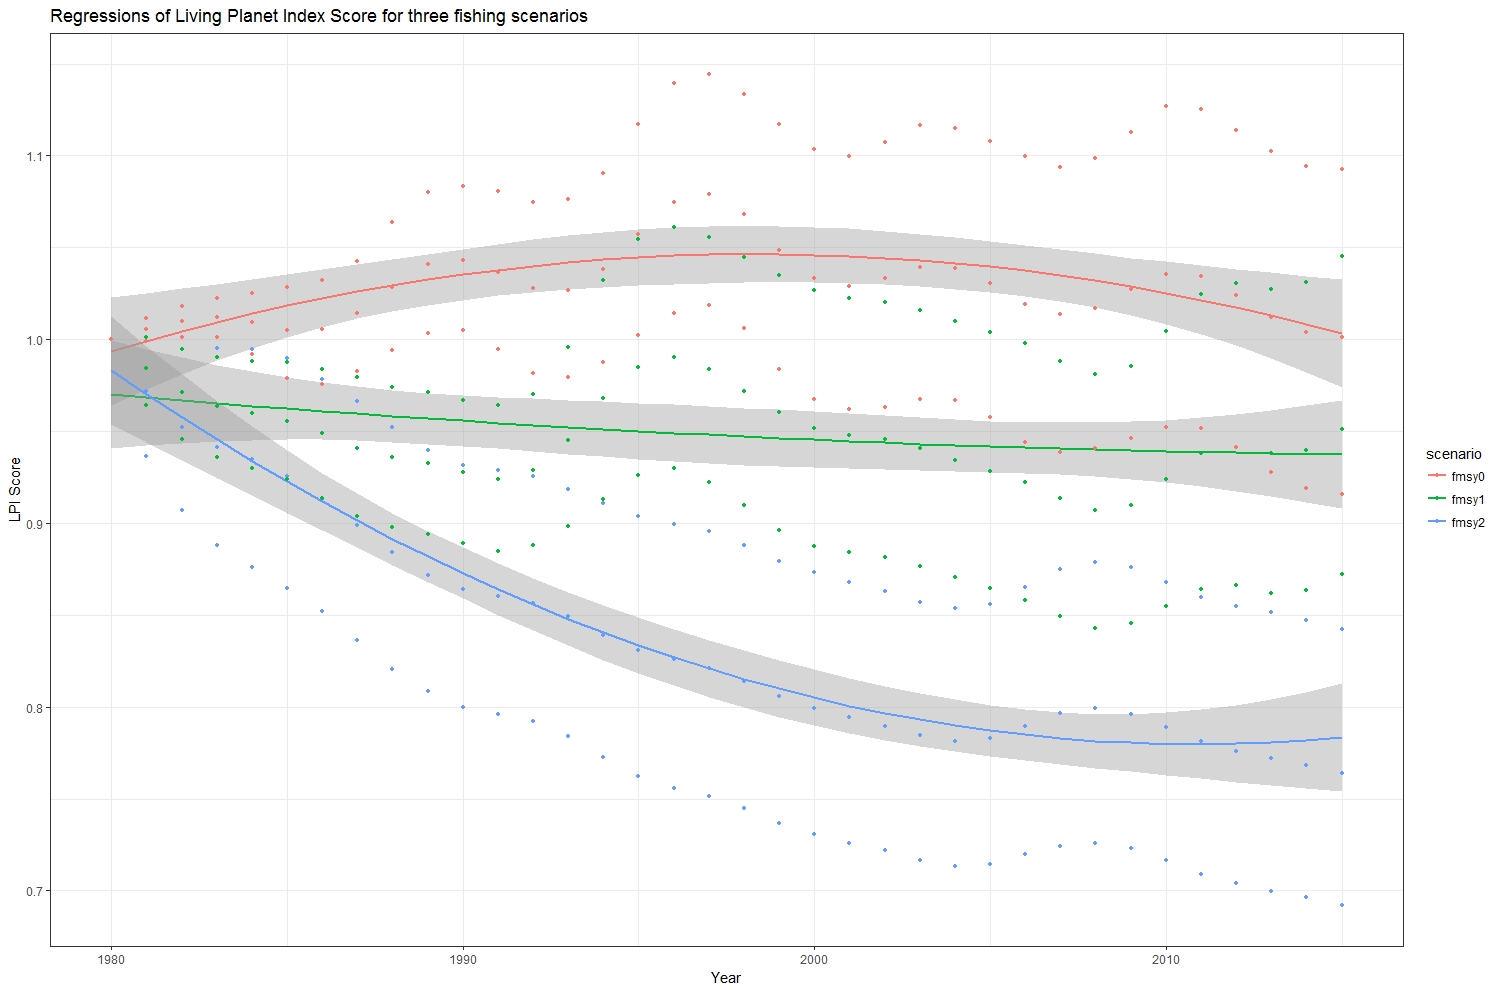 Regressions of Living Planet Index Score for three fishing scenarios
LPI Score
1.1
1.0
0.9
0.8
0.7
1980
1990
2000
2010
Year
scenario
fmsy0
fmsy1
fmsy2